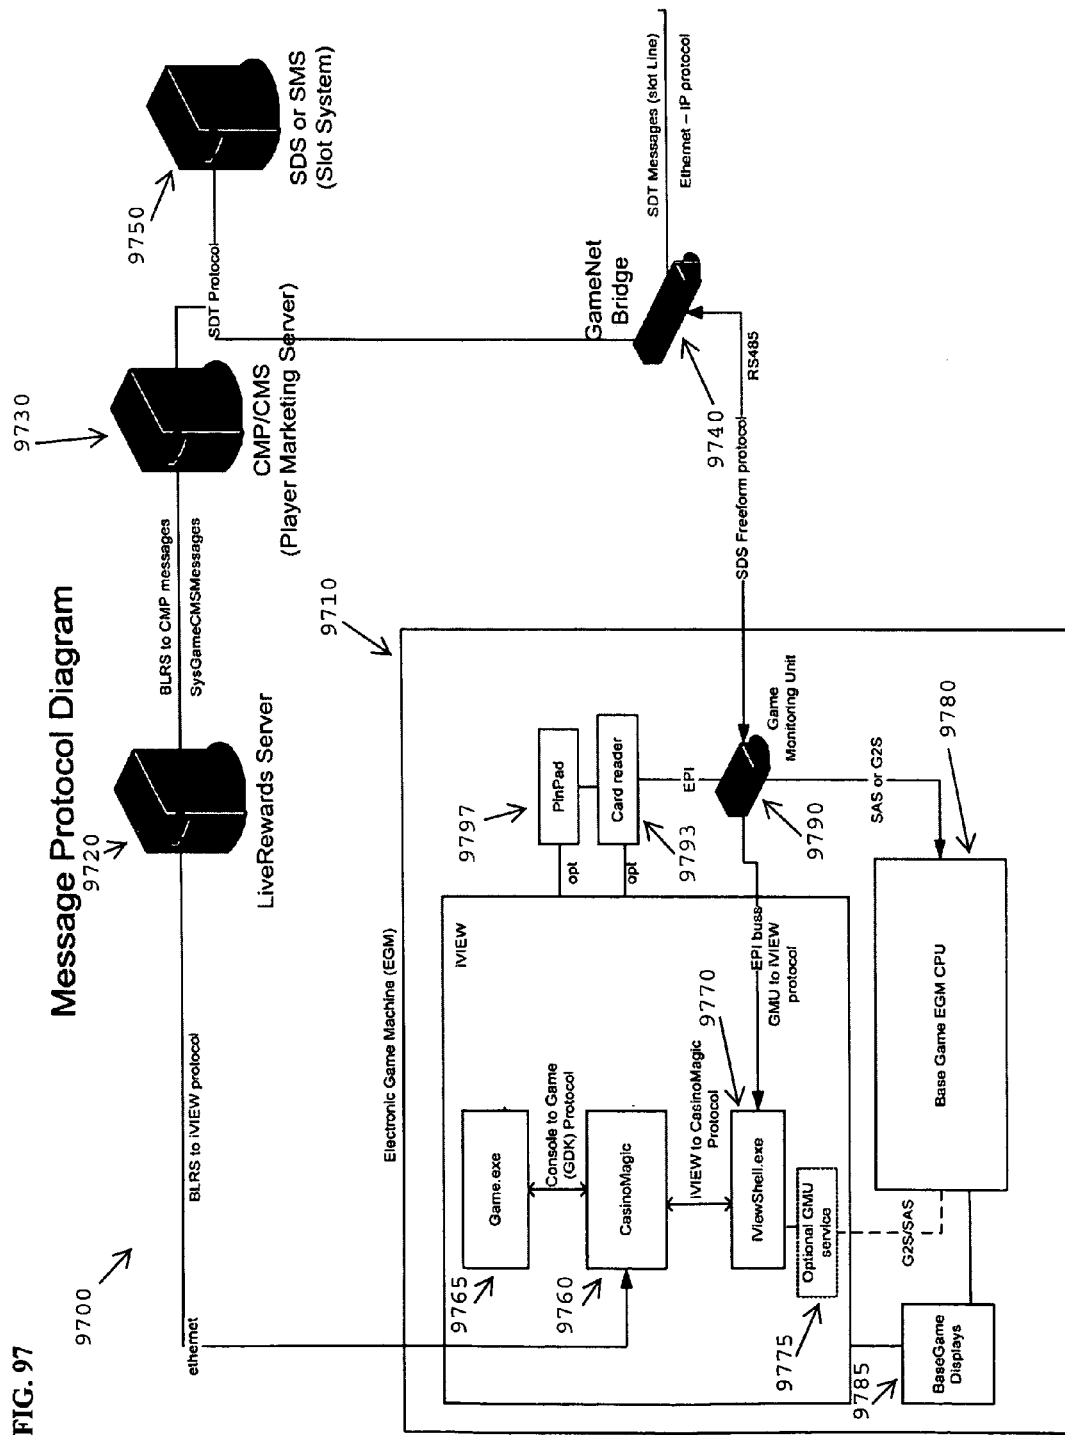 FIG. 97
Message Protocol Diagram
9700
ethernet
BLRS to iVIEW protocol
9720
LiveRewards Server
BLRS to CMP messages
SysGameCMSMessages
9730
CMP/CMS
(Player Marketing Server)
SDT Protocol
9750
SDS or SMS
(Slot System)
GameNet
Bridge
9740
SDT Messages (slot Line)
Ethernet – IP protocol
RS485
SDS Freeform protocol
9710
Electronic Game Machine (EGM)
iVIEW
9765
Game.exe
Console to Game
(GDK) Protocol
9760
CasinoMagic
iVIEW to CasinoMagic
Protocol
9770
iViewShell.exe
9775
Optional GMU
service
opt
opt
9797
PinPad
9793
Card reader
EPI
Game
Monitoring Unit
9790
EPI buss
GMU to iVIEW
protocol
SAS or G2S
9780
Base Game EGM CPU
G2S/SAS
9785
BaseGame
Displays